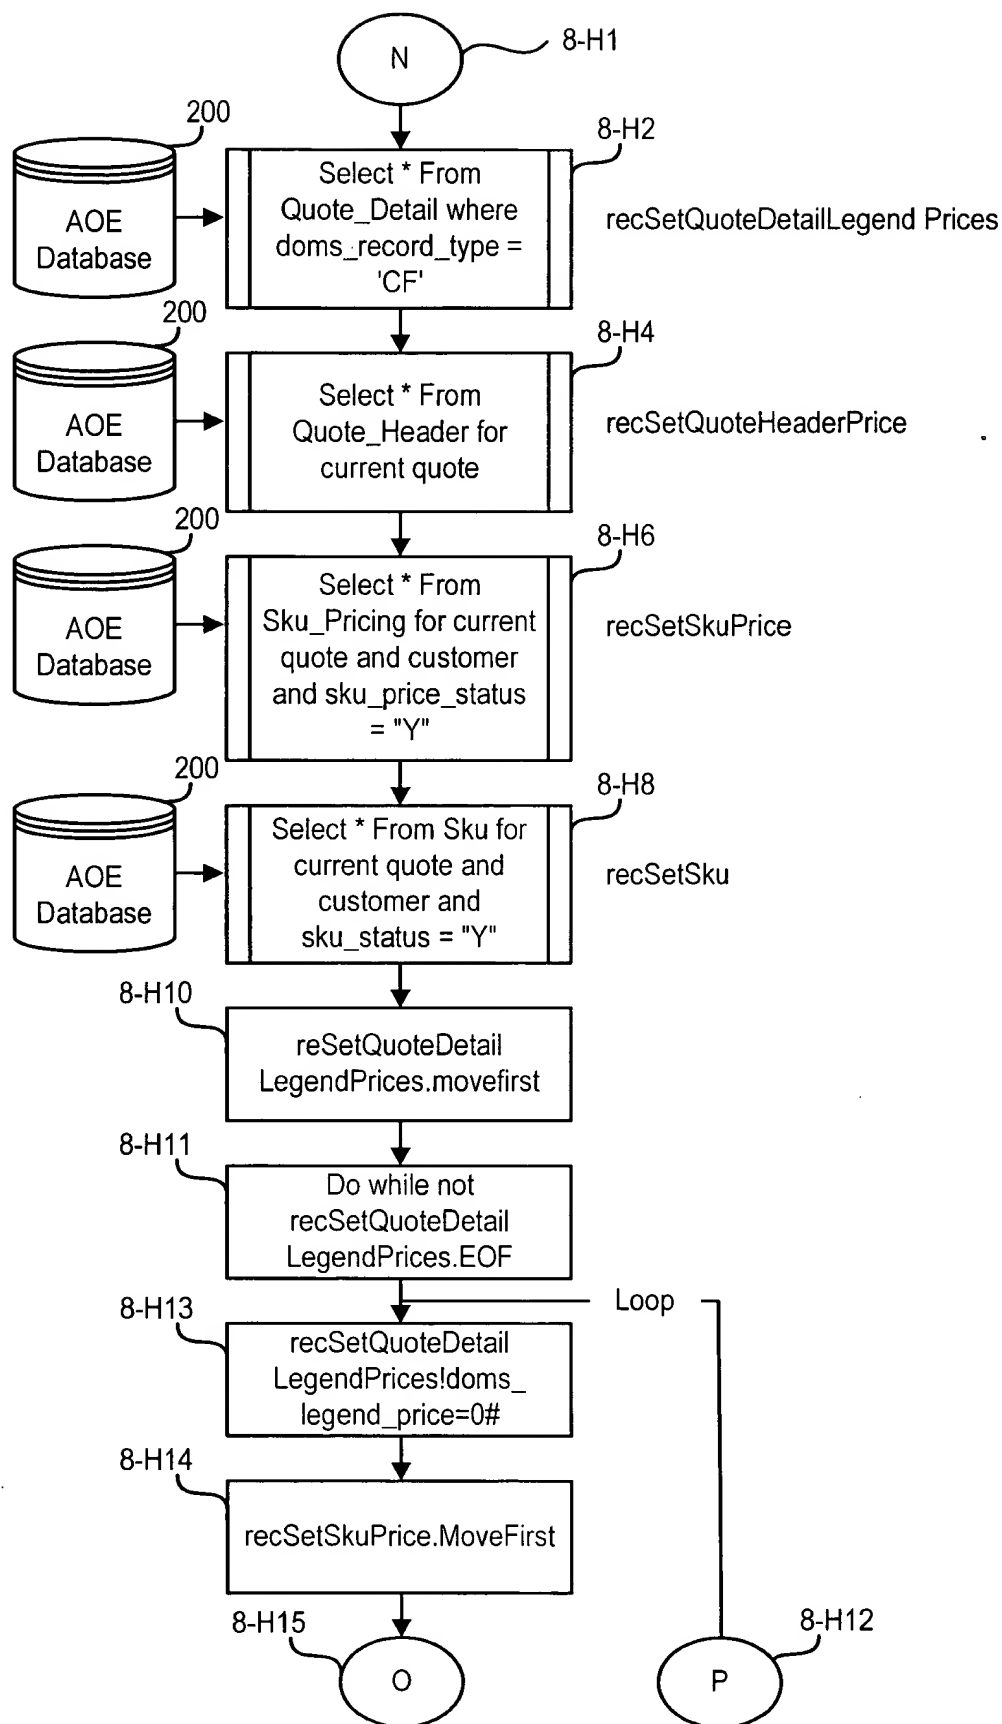 N
8-H1
200
8-H2
AOE
Database
Select * From
Quote_Detail where
doms_record_type =
'CF'
recSetQuoteDetailLegend Prices
200
8-H4
AOE
Database
Select * From
Quote_Header for
current quote
recSetQuoteHeaderPrice
200
8-H6
AOE
Database
Select * From
Sku_Pricing for current
quote and customer
and sku_price_status
= "Y"
recSetSkuPrice
200
8-H8
AOE
Database
Select * From Sku for
current quote and
customer and
sku_status = "Y"
recSetSku
8-H10
reSetQuoteDetail
LegendPrices.movefirst
8-H11
Do while not
recSetQuoteDetail
LegendPrices.EOF
Loop
8-H13
recSetQuoteDetail
LegendPrices!doms_
legend_price=0#
8-H14
recSetSkuPrice.MoveFirst
8-H15
O
8-H12
P